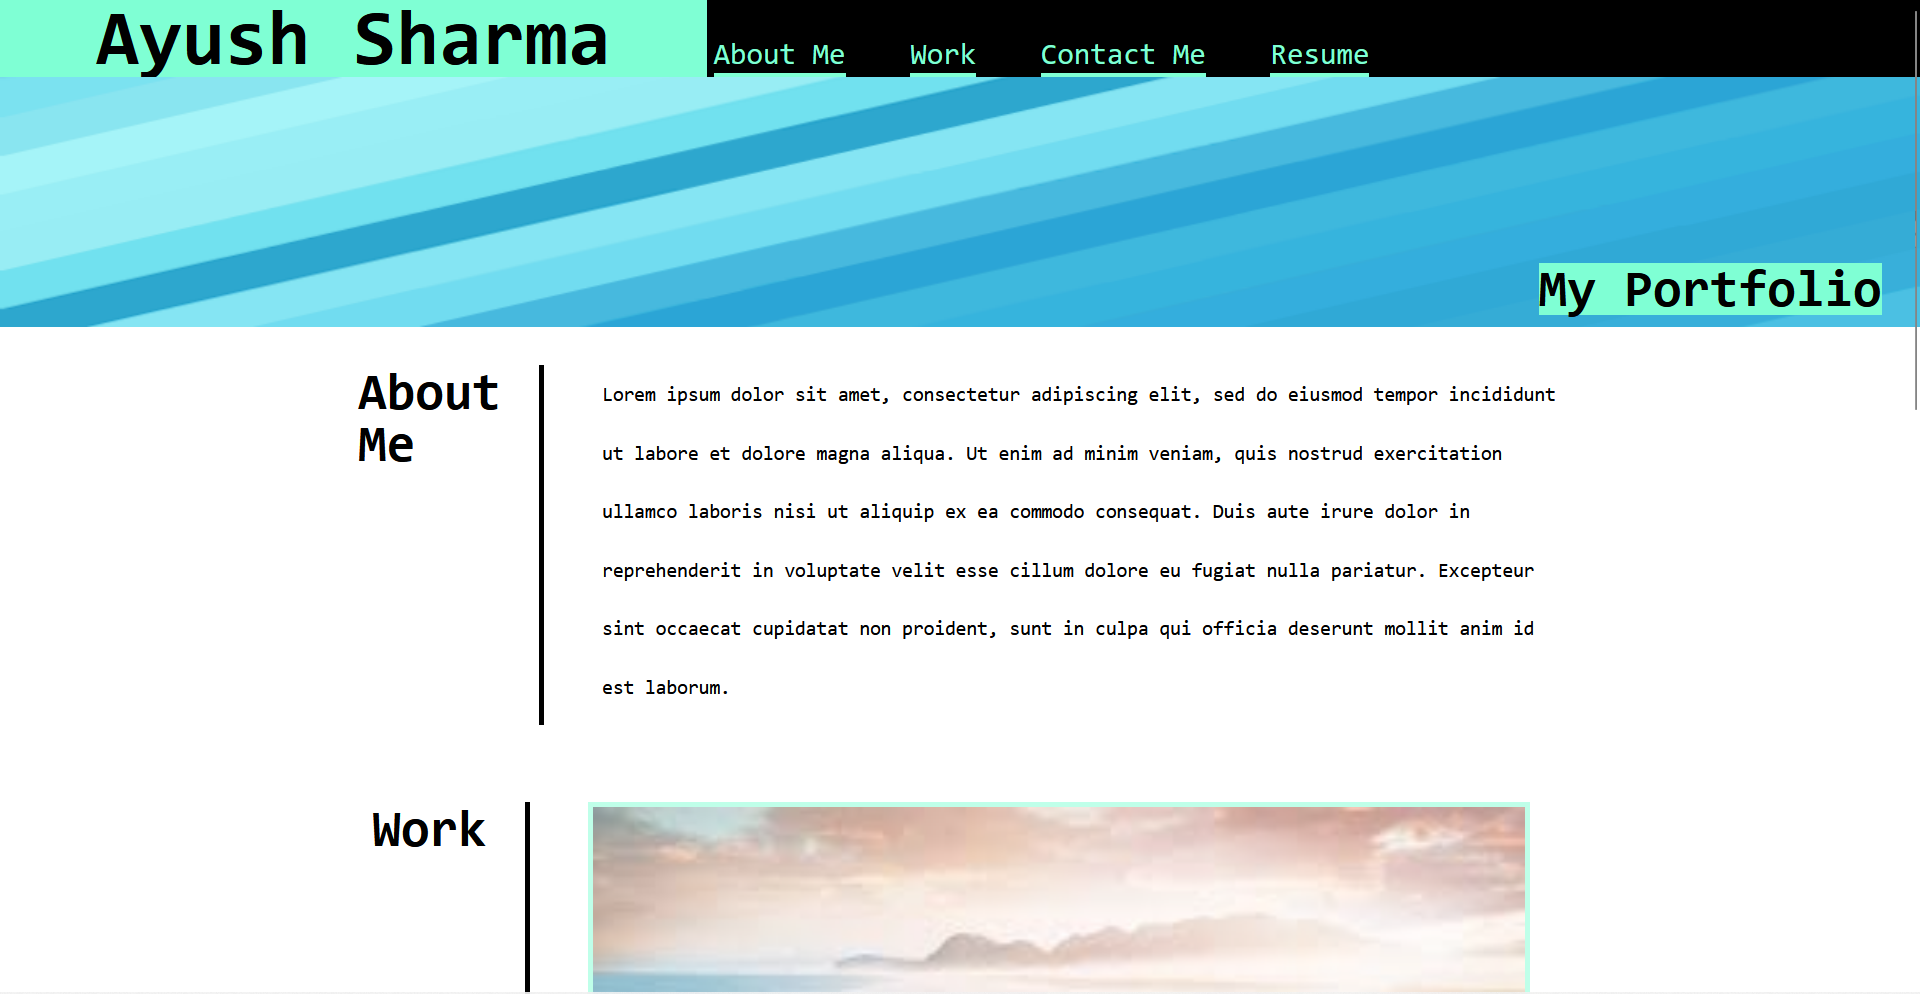 Ayush Sharma
About Me Work Contact Me Resume
My Portfolio
About
Me
Lorem ipsum dolor sit amet, consectetur adipiscing elit, sed do eiusmod tempor incididunt
ut labore et dolore magna aliqua. Ut enim ad minim veniam, quis nostrud exercitation
ullamco laboris nisi ut aliquip ex ea commodo consequat. Duis aute irure dolor in
reprehenderit in voluptate velit esse cillum dolore eu fugiat nulla pariatur. Excepteur
sint occaecat cupidatat non proident, sunt in culpa qui officia deserunt mollit anim id
est laborum.
Work